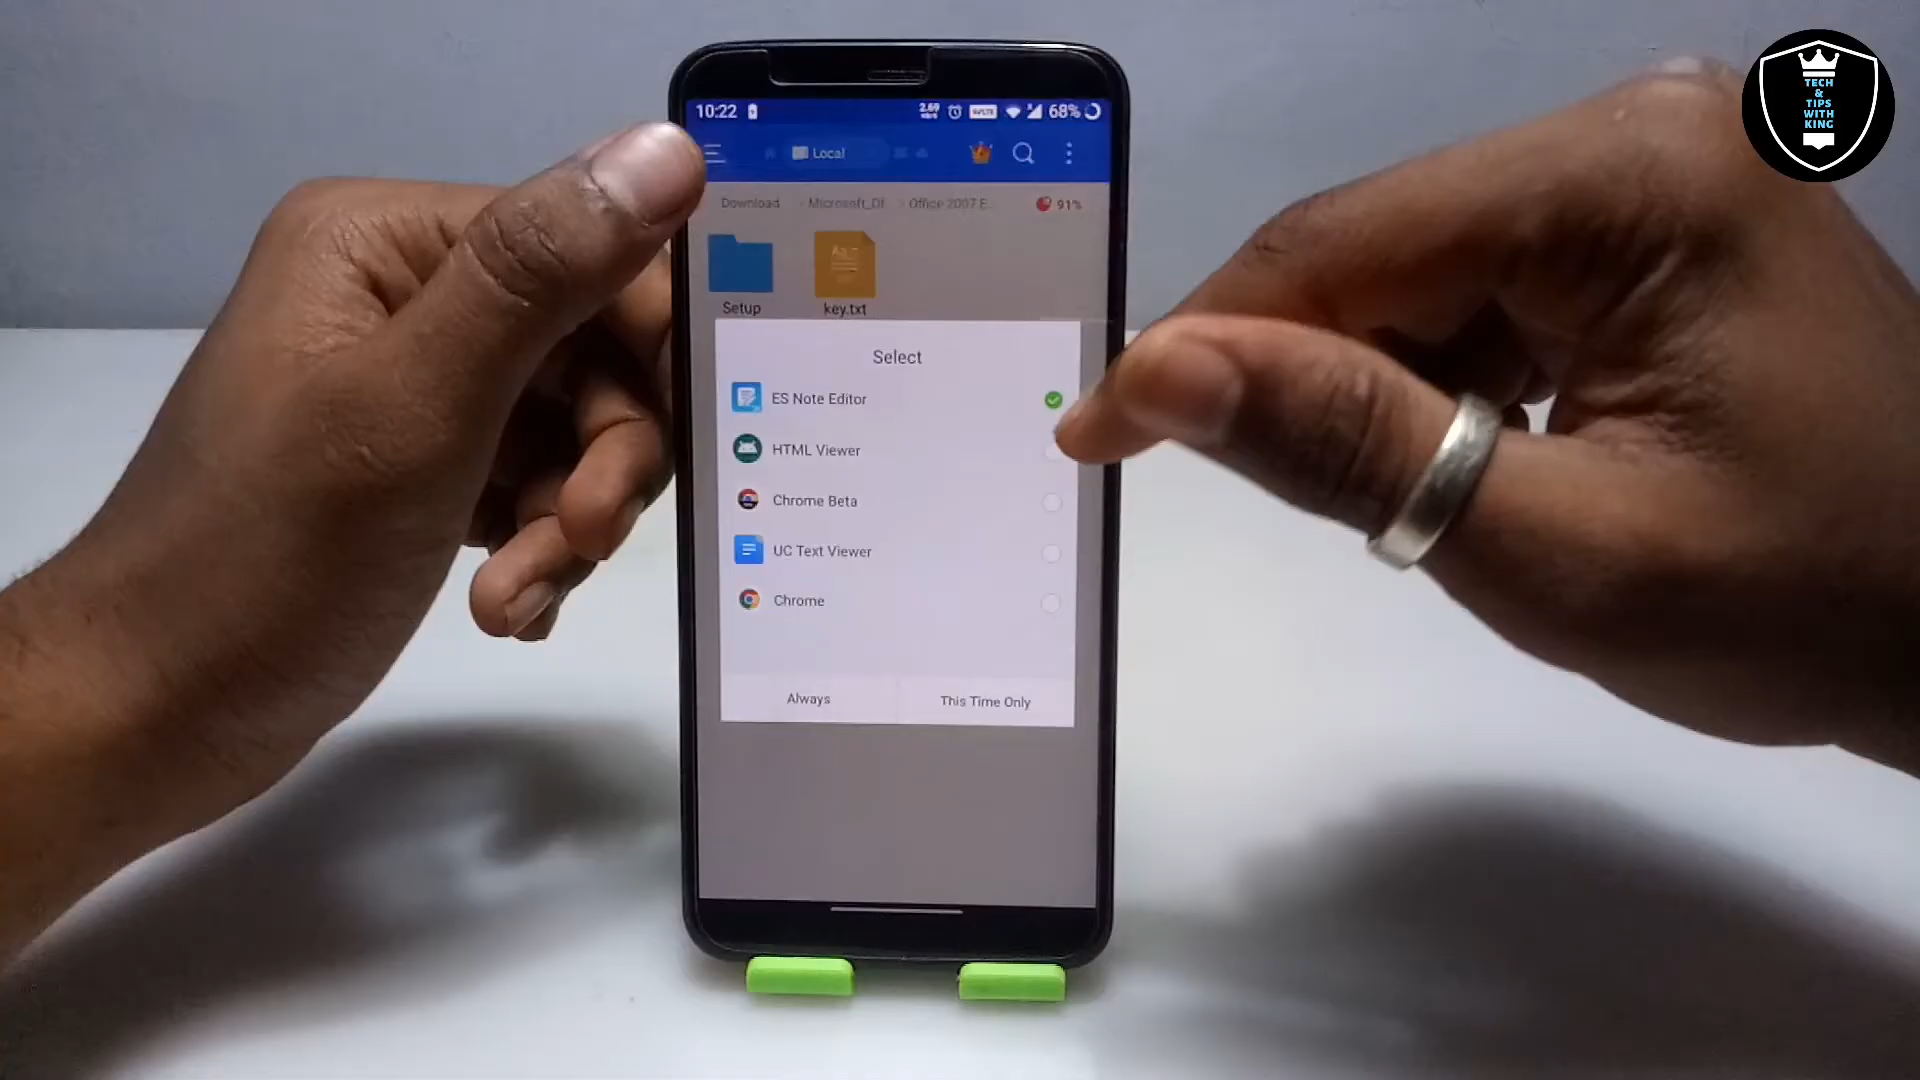 TECH
&
TIPS
WITH
KING
10:22 68%
Local
Download Microsoft_Of Office 2007 E... 91%
Setup key.txt
Select
ES Note Editor
HTML Viewer
Chrome Beta
UC Text Viewer
Chrome
Always This Time Only